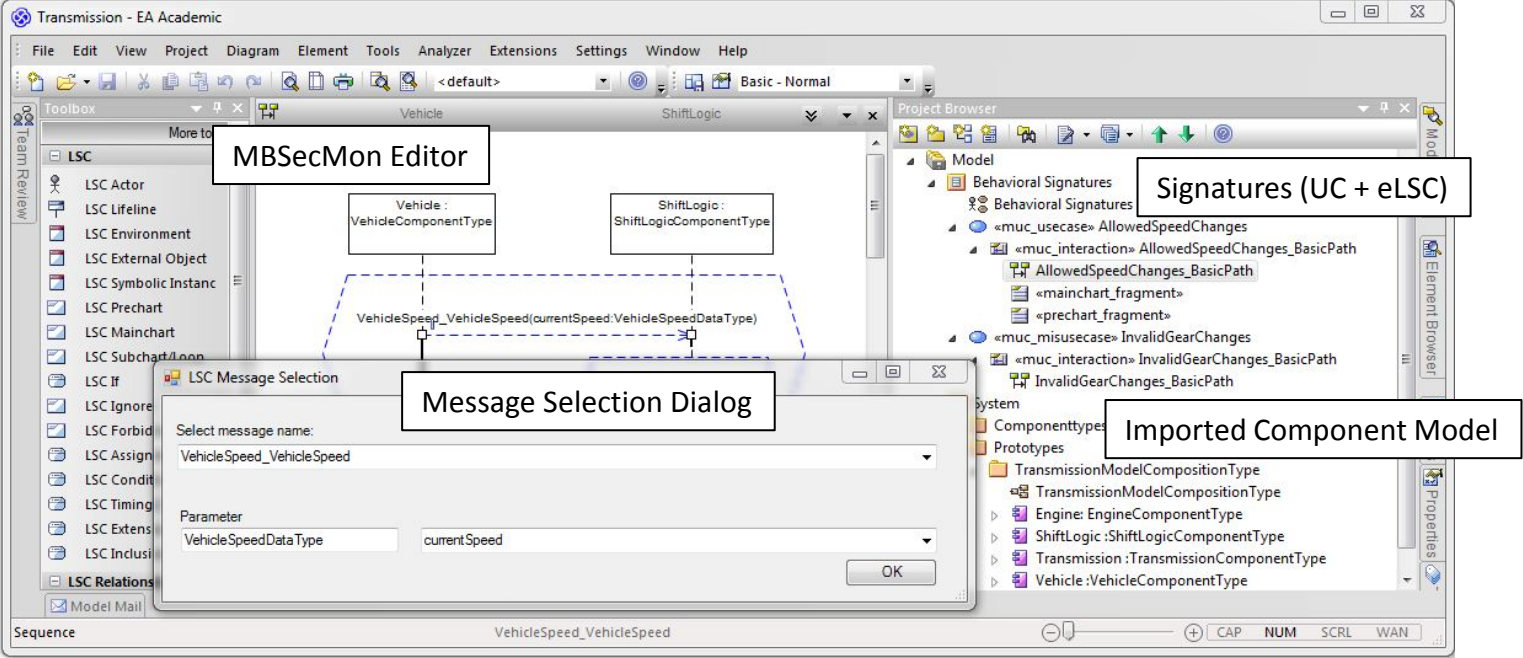 Transmission - EA Academic
File Edit View Project Diagram Element Tools Analyzer Extensions Settings Window Help
<default>
Basic - Normal
Team Review
Toolbox
More to
LSC
LSC Actor
LSC Lifeline
LSC Environment
LSC External Object
LSC Symbolic Instanc
LSC Prechart
LSC Mainchart
LSC Subchart/Loop
LSC If
LSC Ignore
LSC Forbid
LSC Assign
LSC Condit
LSC Timing
LSC Extens
LSC Inclusi
LSC Relations
Model Mail
MBSecMon Editor
Vehicle ShiftLogic
Vehicle :
VehicleComponentType
ShiftLogic :
ShiftLogicComponentType
VehicleSpeed_VehicleSpeed(currentSpeed:VehicleSpeedDataType)
LSC Message Selection
Message Selection Dialog
Select message name:
VehicleSpeed_VehicleSpeed
Parameter
VehicleSpeedDataType currentSpeed
OK
Project Browser
Model
Behavioral Signatures
Behavioral Signatures
«muc_usecase» AllowedSpeedChanges
«muc_interaction» AllowedSpeedChanges_BasicPath
AllowedSpeedChanges_BasicPath
«mainchart_fragment»
«prechart_fragment»
«muc_misusecase» InvalidGearChanges
«muc_interaction» InvalidGearChanges_BasicPath
InvalidGearChanges_BasicPath
System
Componenttypes
Prototypes
TransmissionModelCompositionType
TransmissionModelCompositionType
Engine: EngineComponentType
ShiftLogic :ShiftLogicComponentType
Transmission :TransmissionComponentType
Vehicle :VehicleComponentType
Signatures (UC + eLSC)
Imported Component Model
Mod
Element Browser
Properties
Sequence VehicleSpeed_VehicleSpeed CAP NUM SCRL WAN